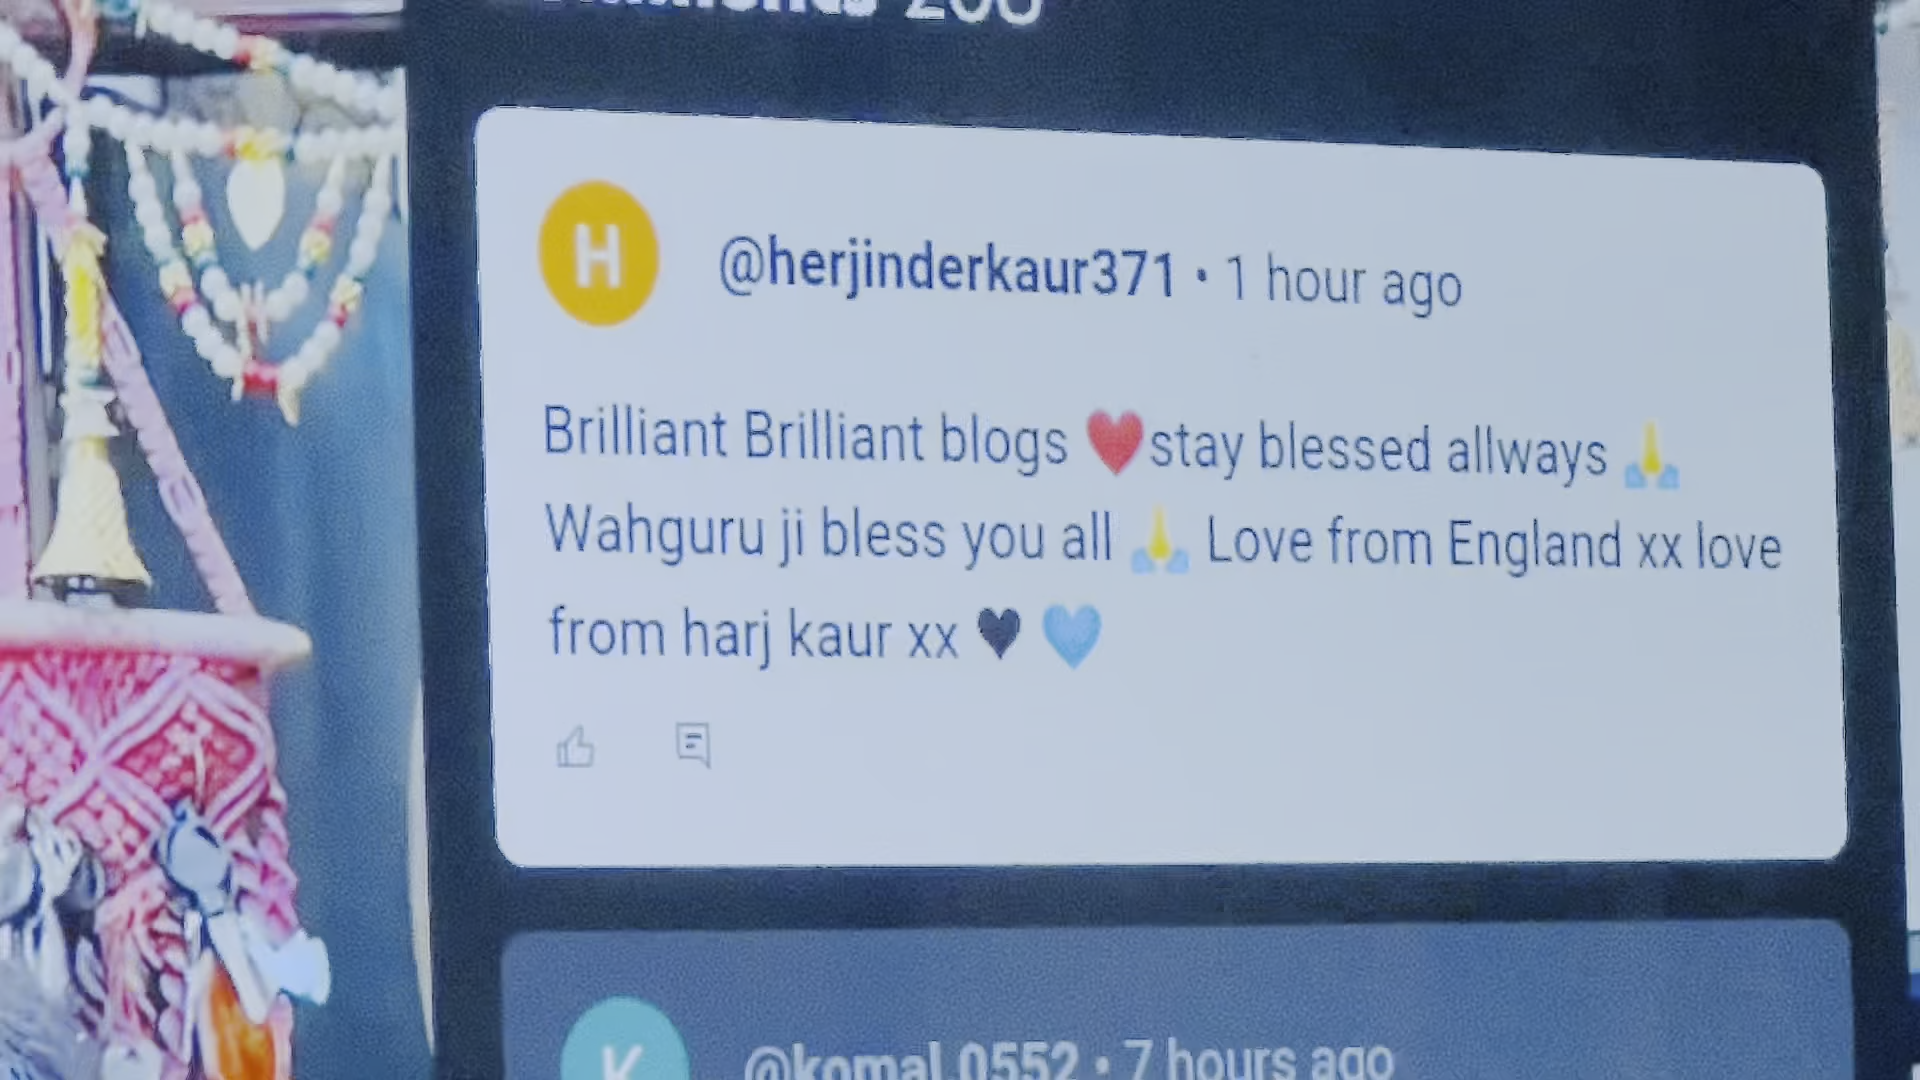 H
@herjinderkaur371 • 1 hour ago
Brilliant Brilliant blogs ❤️stay blessed allways 🙏
Wahguru ji bless you all 🙏 Love from England xx love
from harj kaur xx ♥ 🩵
K
@komal.0552 • 7 hours ago